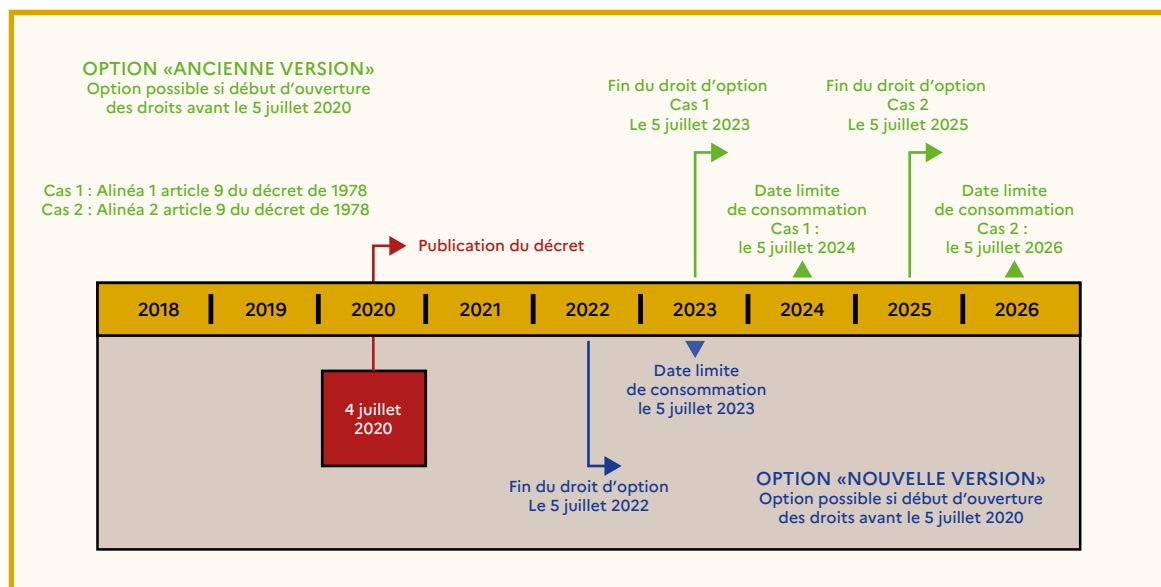 OPTION «ANCIENNE VERSION»
Option possible si début d'ouverture
des droits avant le 5 juillet 2020
Fin du droit d'option
Cas 1
Le 5 juillet 2023
Fin du droit d'option
Cas 2
Le 5 juillet 2025
Cas 1 : Alinéa 1 article 9 du décret de 1978
Cas 2 : Alinéa 2 article 9 du décret de 1978
Date limite
de consommation
Cas 1 :
le 5 juillet 2024
Date limite
de consommation
Cas 2 :
le 5 juillet 2026
Publication du décret
2018 2019 2020 2021 2022 2023 2024 2025 2026
4 juillet
2020
Date limite
de consommation
le 5 juillet 2023
Fin du droit d'option
Le 5 juillet 2022
OPTION «NOUVELLE VERSION»
Option possible si début d'ouverture
des droits avant le 5 juillet 2020